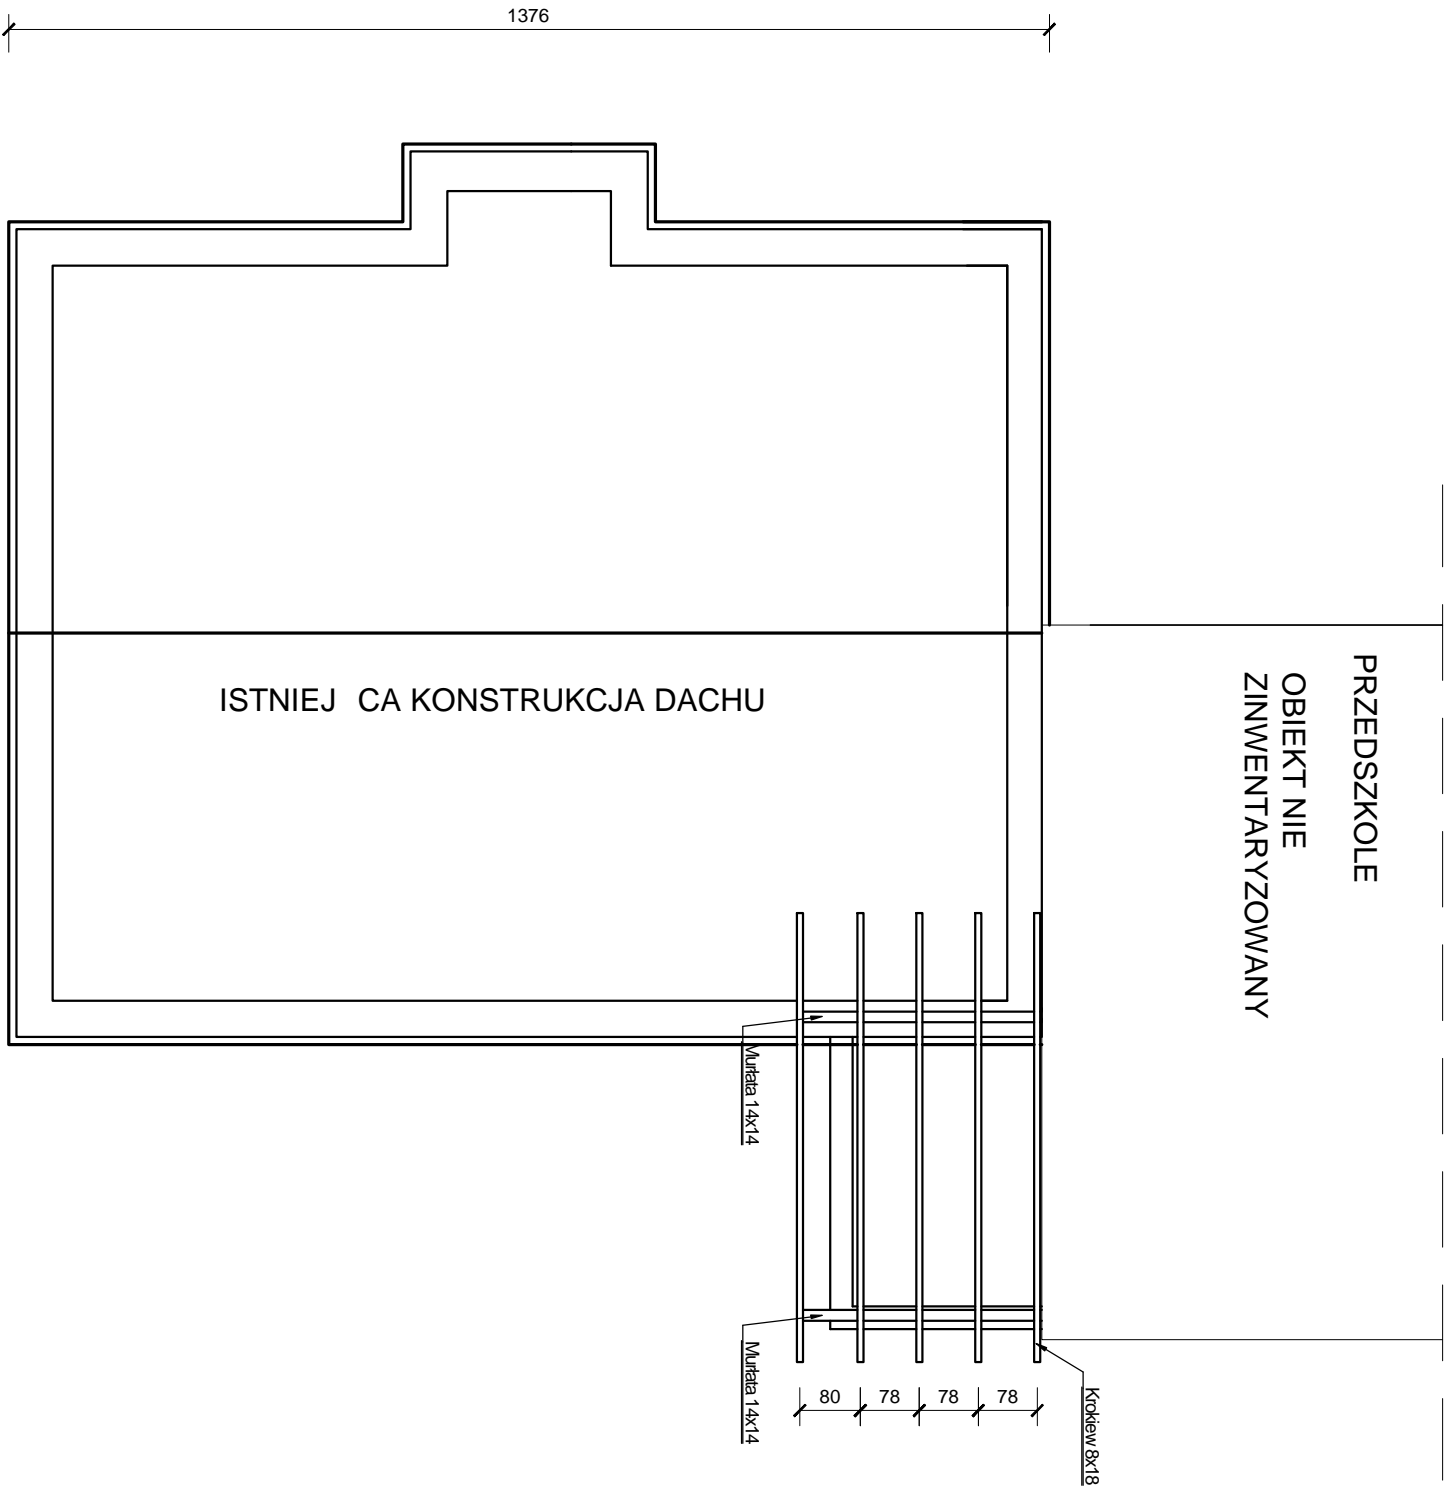 1376
PRZEDSZKOLE
OBIEKT NIE
ZINWENTARYZOWANY
ISTNIEJ CA KONSTRUKCJA DACHU
Murłata 14x14
Murłata 14x14
80 78 78 78
Krokiew 8x18